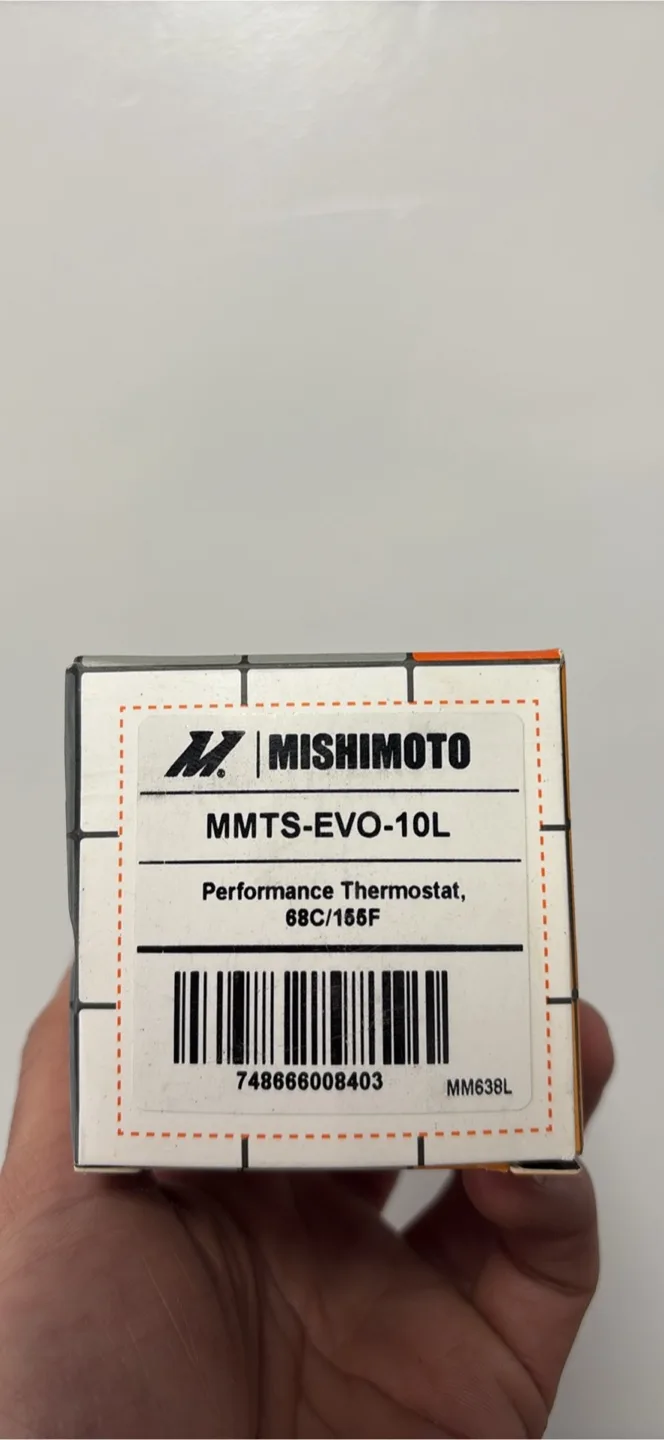 M. MISHIMOTO
MMTS-EVO-10L
Performance Thermostat,
68C/155F
748666008403
MM638L